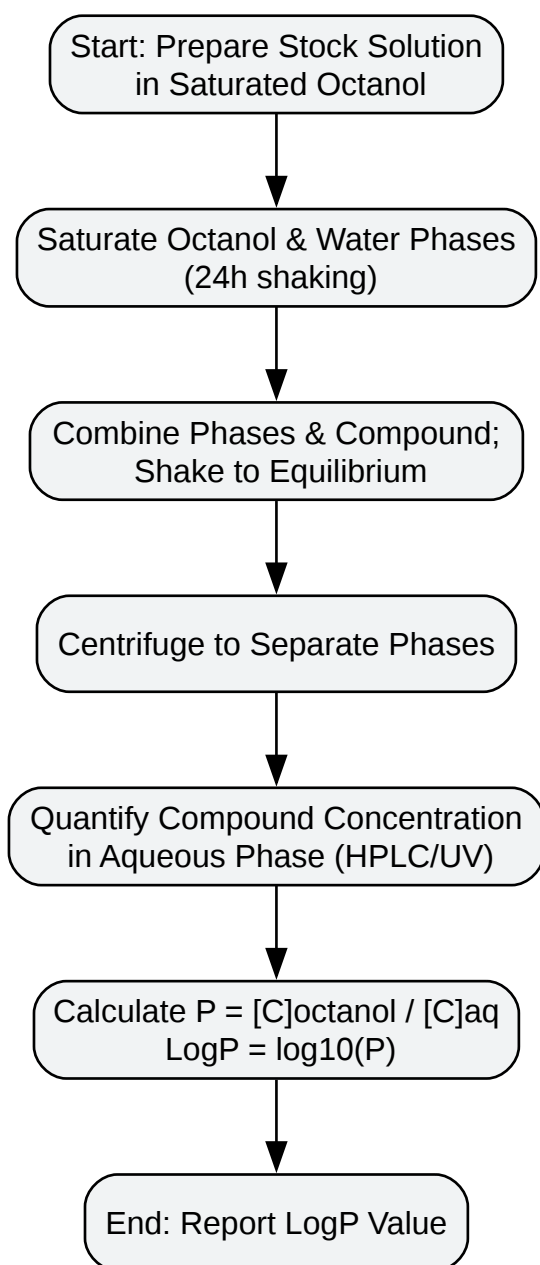 Start: Prepare Stock Solution
in Saturated Octanol
Saturate Octanol & Water Phases
(24h shaking)
Combine Phases & Compound;
Shake to Equilibrium
Centrifuge to Separate Phases
Quantify Compound Concentration
in Aqueous Phase (HPLC/UV)
Calculate P = [C]octanol / [C]aq
LogP = log10(P)
End: Report LogP Value